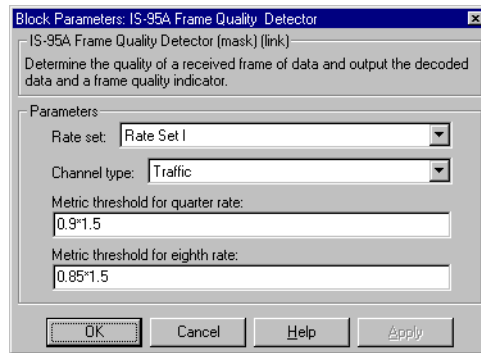 Block Parameters: IS-95A Frame Quality Detector
IS-95A Frame Quality Detector (mask) (link)
Determine the quality of a received frame of data and output the decoded
data and a frame quality indicator.
Parameters
Rate set: Rate Set I
Channel type: Traffic
Metric threshold for quarter rate:
0.9*1.5
Metric threshold for eighth rate:
0.85*1.5
OK Cancel Help Apply